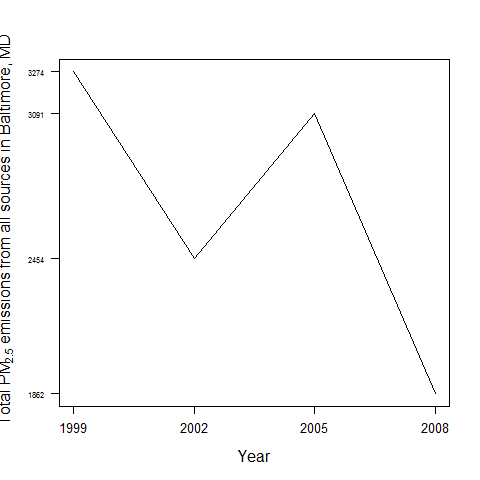 Total PM2.5 emissions from all sources in Baltimore, MD
3274
3091
2454
1862
1999 2002 2005 2008
Year